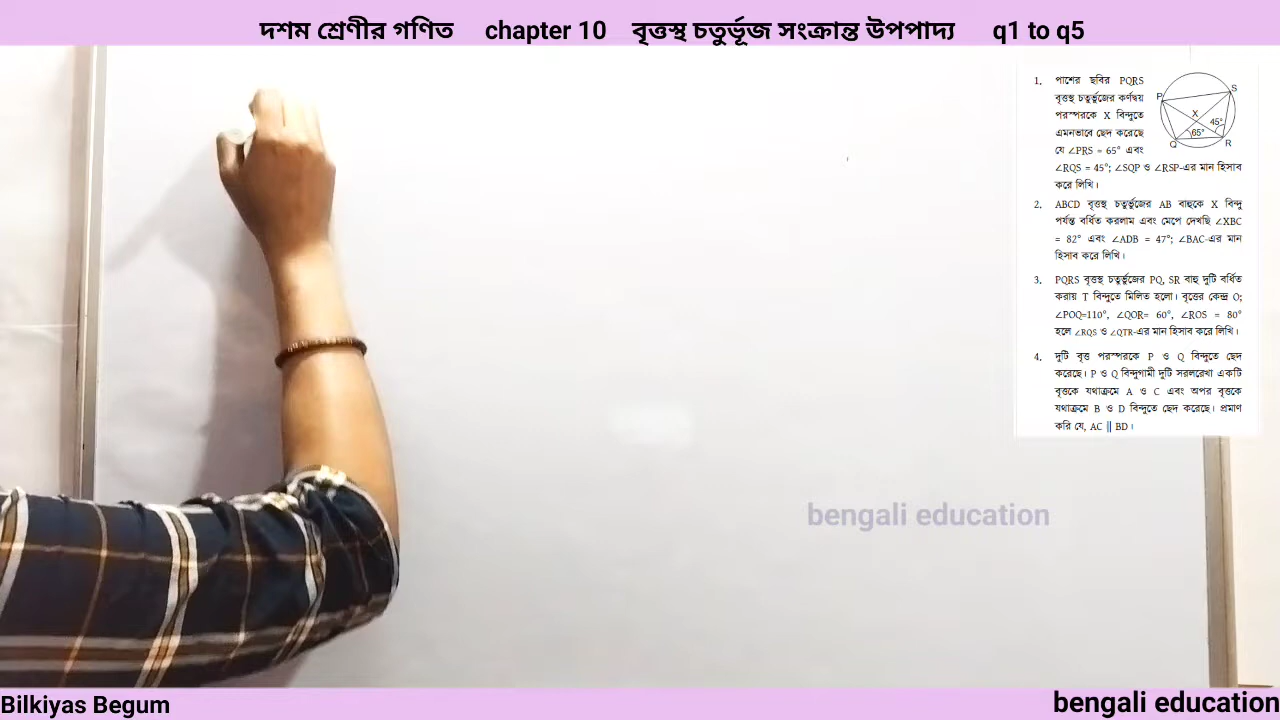 দশম শ্রেণীর গণিত chapter 10 বৃত্তস্থ চতুর্ভূজ সংক্রান্ত উপপাদ্য q1 to q5
1. পাশের ছবির PQRS
বৃত্তস্থ চতুর্ভুজের কর্ণদ্বয়
পরস্পরকে X বিন্দুতে
এমনভাবে ছেদ করেছে
যে ∠PRS = 65° এবং
∠RQS = 45°; ∠SQP ও ∠RSP-এর মান হিসাব
করে লিখি।
P
S
X
45°
65°
Q
R
2. ABCD বৃত্তস্থ চতুর্ভুজের AB বাহুকে X বিন্দু
পর্যন্ত বর্ধিত করলাম এবং মেপে দেখছি ∠XBC
= 82° এবং ∠ADB = 47°; ∠BAC-এর মান
হিসাব করে লিখি।
3. PQRS বৃত্তস্থ চতুর্ভুজের PQ, SR বাহু দুটি বর্ধিত
করায় T বিন্দুতে মিলিত হলো। বৃত্তের কেন্দ্র O;
∠POQ=110°, ∠QOR= 60°, ∠ROS = 80°
হলে ∠RQS ও ∠QTR-এর মান হিসাব করে লিখি।
4. দুটি বৃত্ত পরস্পরকে P ও Q বিন্দুতে ছেদ
করেছে। P ও Q বিন্দুগামী দুটি সরলরেখা একটি
বৃত্তকে যথাক্রমে A ও C এবং অপর বৃত্তকে
যথাক্রমে B ও D বিন্দুতে ছেদ করেছে। প্রমাণ
করি যে, AC || BD।
bengali education
Bilkiyas Begum
bengali education